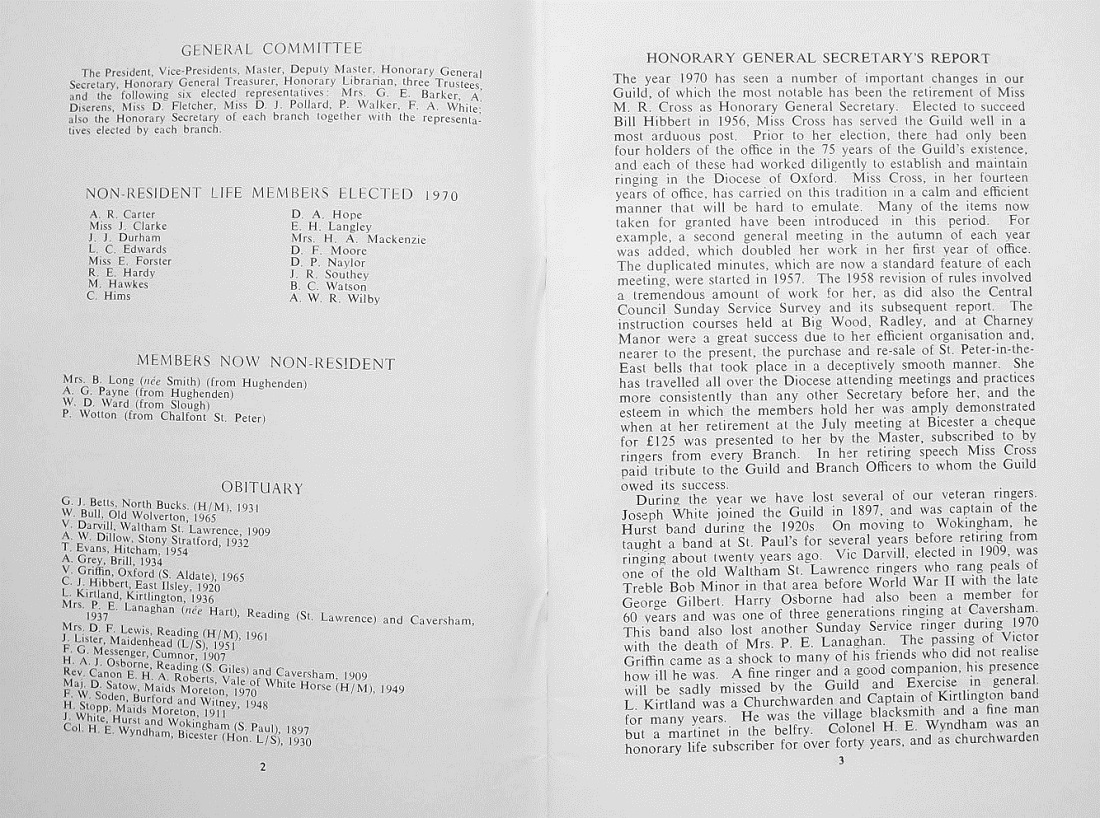 GENERAL COMMITTEE
The President, Vice-Presidents, Master, Deputy Master, Honorary General
Secretary, Honorary General Treasurer, Honorary Librarian, three Trustees,
and the following six elected representatives: Mrs. G. E. Barker, A.
Diserens, Miss D. Fletcher, Miss D. J. Pollard, P. Walker, F. A. White;
also the Honorary Secretary of each branch together with the representa-
tives elected by each branch.
NON-RESIDENT LIFE MEMBERS ELECTED 1970
A. R. Carter
Miss J. Clarke
J. J. Durham
L. C. Edwards
Miss E. Forster
R. E. Hardy
M. Hawkes
C. Hims
D. A. Hope
E. H. Langley
Mrs. H. A. Mackenzie
D. F. Moore
D. P. Naylor
J. R. Southey
B. C. Watson
A. W. R. Wilby
MEMBERS NOW NON-RESIDENT
Mrs. B. Long (née Smith) (from Hughenden)
A. G. Payne (from Hughenden)
W. D. Ward (from Slough)
P. Wotton (from Chalfont St. Peter)
OBITUARY
G. J. Betts, North Bucks. (H/M), 1931
W. Bull, Old Wolverton, 1965
V. Darvill, Waltham St. Lawrence, 1909
A. W. Dillow, Stony Stratford, 1932
T. Evans, Hitcham, 1954
A. Grey, Brill, 1934
V. Griffin, Oxford (S. Aldate), 1965
C. J. Hibbert, East Ilsley, 1920
L. Kirtland, Kirtlington, 1936
Mrs. P. E. Lanaghan (née Hart), Reading (St. Lawrence) and Caversham,
1937
Mrs. D. F. Lewis, Reading (H/M), 1961
J. Lister, Maidenhead (L/S), 1951
F. G. Messenger, Cumnor, 1907
H. A. J. Osborne, Reading (S. Giles) and Caversham, 1909
Rev. Canon E. H. A. Roberts, Vale of White Horse (H/M), 1949
Maj. D. Satow, Maids Moreton, 1970
F. W. Soden, Burford and Witney, 1948
H. Stopp, Maids Moreton, 1911
J. White, Hurst and Wokingham (S. Paul), 1897
Col. H. E. Wyndham, Bicester (Hon. L/S), 1930
2
HONORARY GENERAL SECRETARY'S REPORT
The year 1970 has seen a number of important changes in our
Guild, of which the most notable has been the retirement of Miss
M. R. Cross as Honorary General Secretary. Elected to succeed
Bill Hibbert in 1956, Miss Cross has served the Guild well in a
most arduous post. Prior to her election, there had only been
four holders of the office in the 75 years of the Guild's existence,
and each of these had worked diligently to establish and maintain
ringing in the Diocese of Oxford. Miss Cross, in her fourteen
years of office, has carried on this tradition in a calm and efficient
manner that will be hard to emulate. Many of the items now
taken for granted have been introduced in this period. For
example, a second general meeting in the autumn of each year
was added, which doubled her work in her first year of office.
The duplicated minutes, which are now a standard feature of each
meeting, were started in 1957. The 1958 revision of rules involved
a tremendous amount of work for her, as did also the Central
Council Sunday Service Survey and its subsequent report. The
instruction courses held at Big Wood, Radley, and at Charney
Manor were a great success due to her efficient organisation and,
nearer to the present, the purchase and re-sale of St. Peter-in-the-
East bells that took place in a deceptively smooth manner. She
has travelled all over the Diocese attending meetings and practices
more consistently than any other Secretary before her, and the
esteem in which the members hold her was amply demonstrated
when at her retirement at the July meeting at Bicester a cheque
for £125 was presented to her by the Master, subscribed to by
ringers from every Branch. In her retiring speech Miss Cross
paid tribute to the Guild and Branch Officers to whom the Guild
owed its success.
During the year we have lost several of our veteran ringers.
Joseph White joined the Guild in 1897, and was captain of the
Hurst band during the 1920s. On moving to Wokingham, he
taught a band at St. Paul's for several years before retiring from
ringing about twenty years ago. Vic Darvill, elected in 1909, was
one of the old Waltham St. Lawrence ringers who rang peals of
Treble Bob Minor in that area before World War II with the late
George Gilbert. Harry Osborne had also been a member for
60 years and was one of three generations ringing at Caversham.
This band also lost another Sunday Service ringer during 1970
with the death of Mrs. P. E. Lanaghan. The passing of Victor
Griffin came as a shock to many of his friends who did not realise
how ill he was. A fine ringer and a good companion, his presence
will be sadly missed by the Guild and Exercise in general.
L. Kirtland was a Churchwarden and Captain of Kirtlington band
for many years. He was the village blacksmith and a fine man
but a martinet in the belfry. Colonel H. E. Wyndham was an
honorary life subscriber for over forty years, and as churchwarden
3